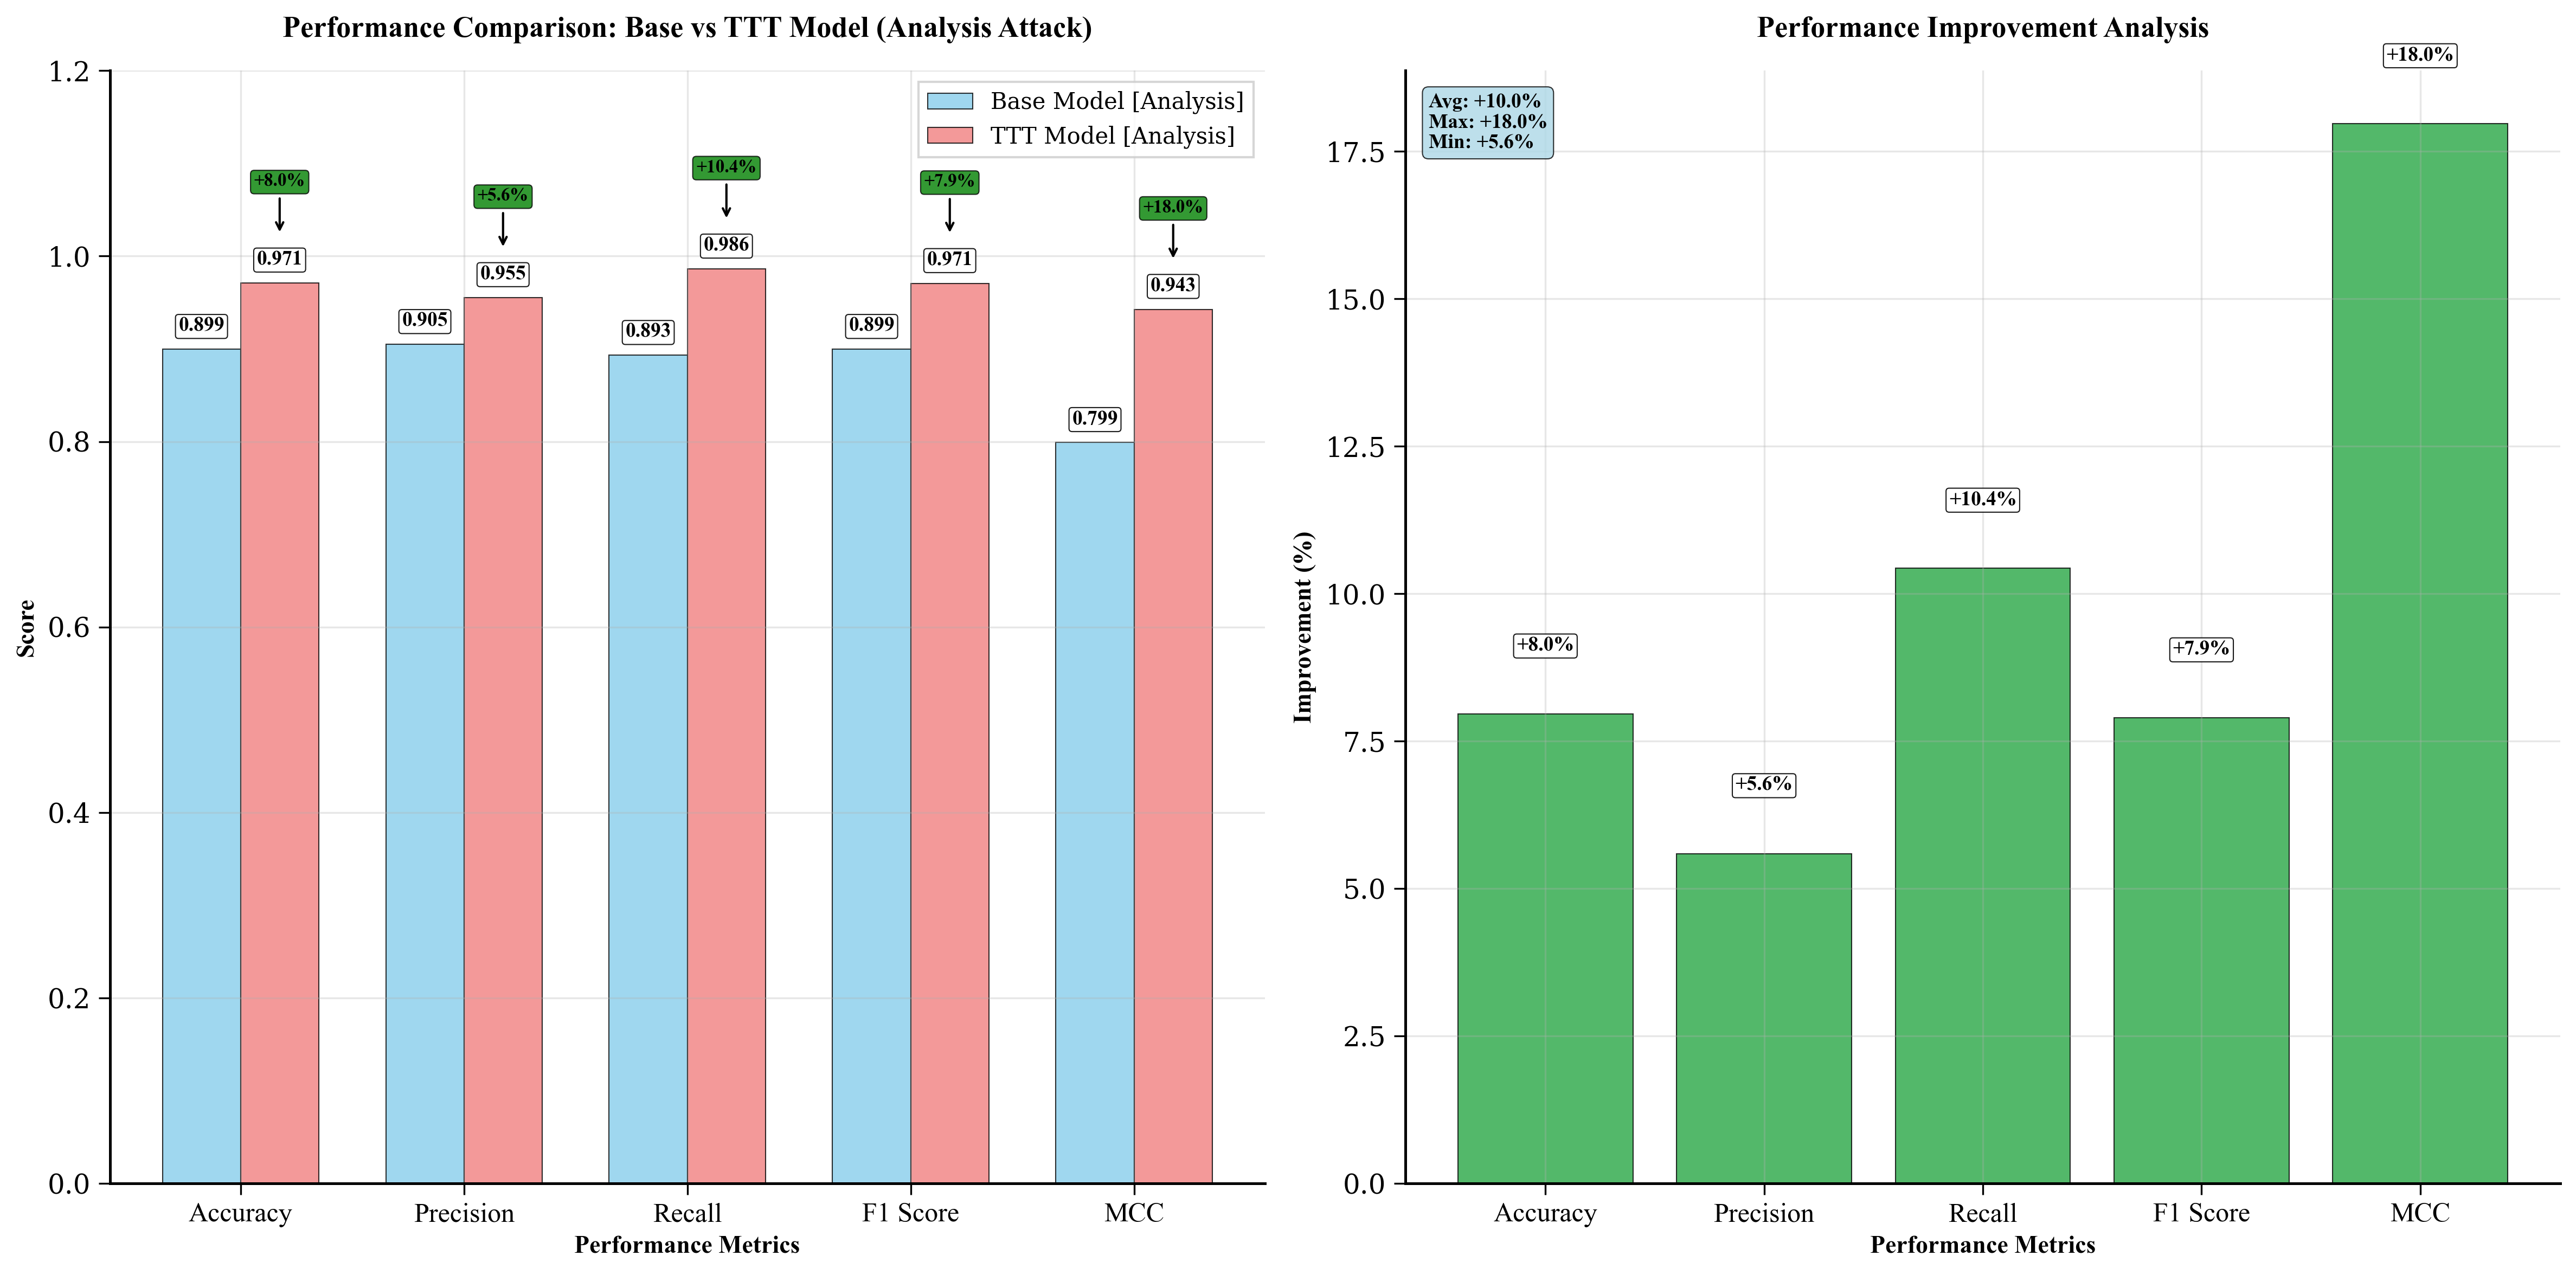 Performance Comparison: Base vs TTT Model (Analysis Attack)
Base Model [Analysis]
TTT Model [Analysis]
+8.0%
+5.6%
+10.4%
+7.9%
+18.0%
0.899
0.971
0.905
0.955
0.893
0.986
0.899
0.971
0.799
0.943
1.2
1.0
0.8
0.6
0.4
0.2
0.0
Score
Accuracy
Precision
Recall
F1 Score
MCC
Performance Metrics
Performance Improvement Analysis
Avg: +10.0%
Max: +18.0%
Min: +5.6%
+8.0%
+5.6%
+10.4%
+7.9%
+18.0%
17.5
15.0
12.5
10.0
7.5
5.0
2.5
0.0
Improvement (%)
Accuracy
Precision
Recall
F1 Score
MCC
Performance Metrics